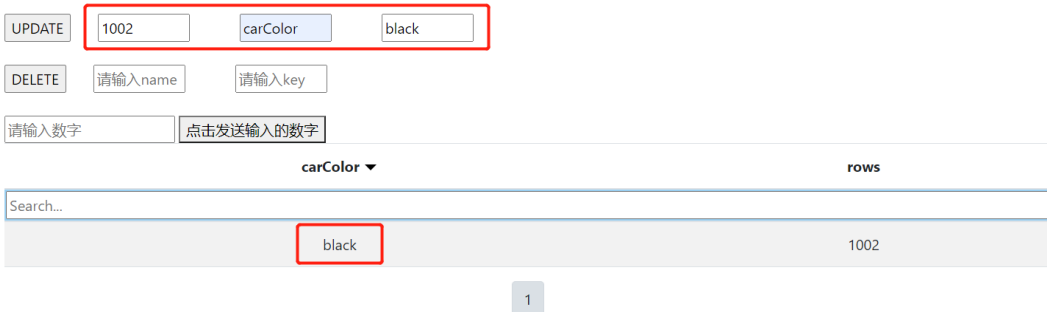 UPDATE 1002 carColor black
DELETE 请输入name 请输入key
请输入数字 点击发送输入的数字
carColor rows
Search...
black 1002
1